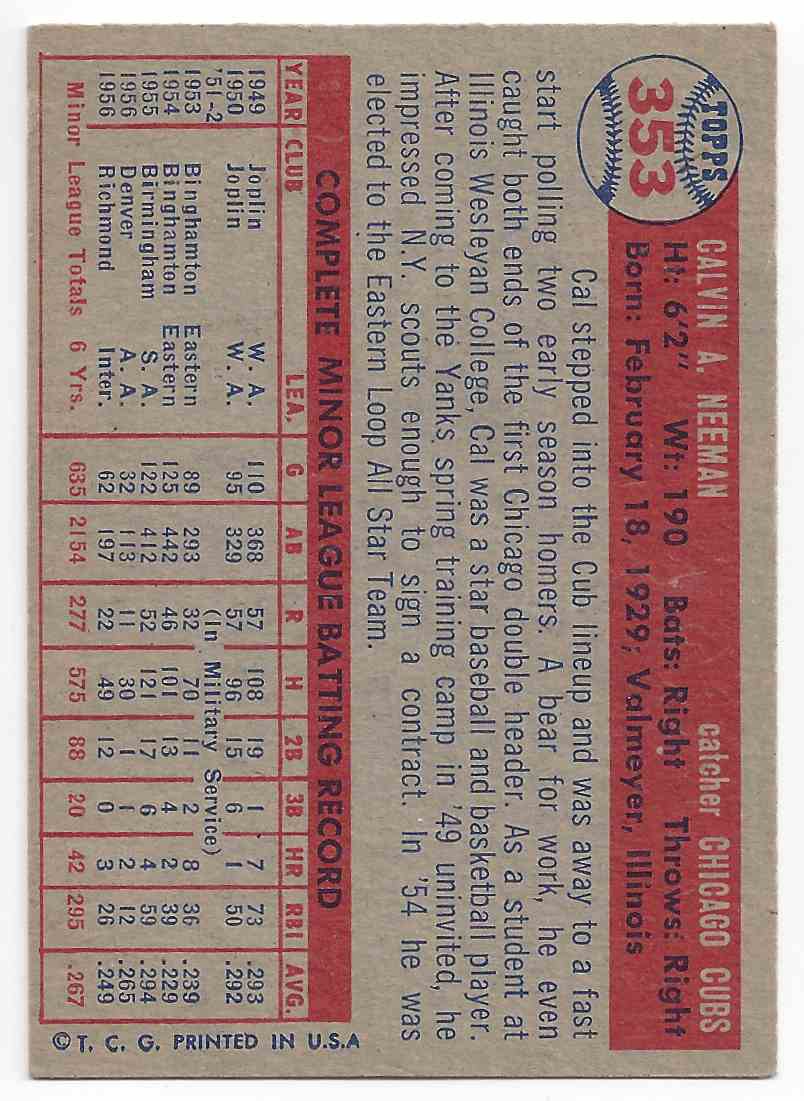 TOPPS
353
CALVIN A. NEEMAN catcher CHICAGO CUBS
Ht: 6'2" Wt: 190 Bats: Right Throws: Right
Born: February 18, 1929; Valmeyer, Illinois
Cal stepped into the Cub lineup and was away to a fast
start polling two early season homers. A bear for work, he even
caught both ends of the first Chicago double header. As a student at
Illinois Wesleyan College, Cal was a star baseball and basketball player.
After coming to the Yanks spring training camp in '49 uninvited, he
impressed N.Y. scouts enough to sign a contract. In '54 he was
elected to the Eastern Loop All Star Team.
COMPLETE MINOR LEAGUE BATTING RECORD
YEAR CLUB LEA. G AB R H 2B 3B HR RBI AVG.
1949 Joplin W. A. 110 368 57 108 19 1 7 73 .293
1950 Joplin W. A. 95 329 57 96 15 6 1 50 .292
'51-2 (In Military Service)
1953 Binghamton Eastern 89 293 32 70 11 2 8 36 .239
1954 Binghamton Eastern 125 442 46 101 13 4 2 39 .229
1955 Birmingham S. A. 122 412 52 121 17 6 4 59 .294
1956 Denver A. A. 32 113 11 30 1 1 2 12 .265
1956 Richmond Inter. 62 197 22 49 12 0 3 26 .249
Minor League Totals 6 Yrs. 635 2154 277 575 88 20 42 295 .267
© T. C. G. PRINTED IN U.S.A